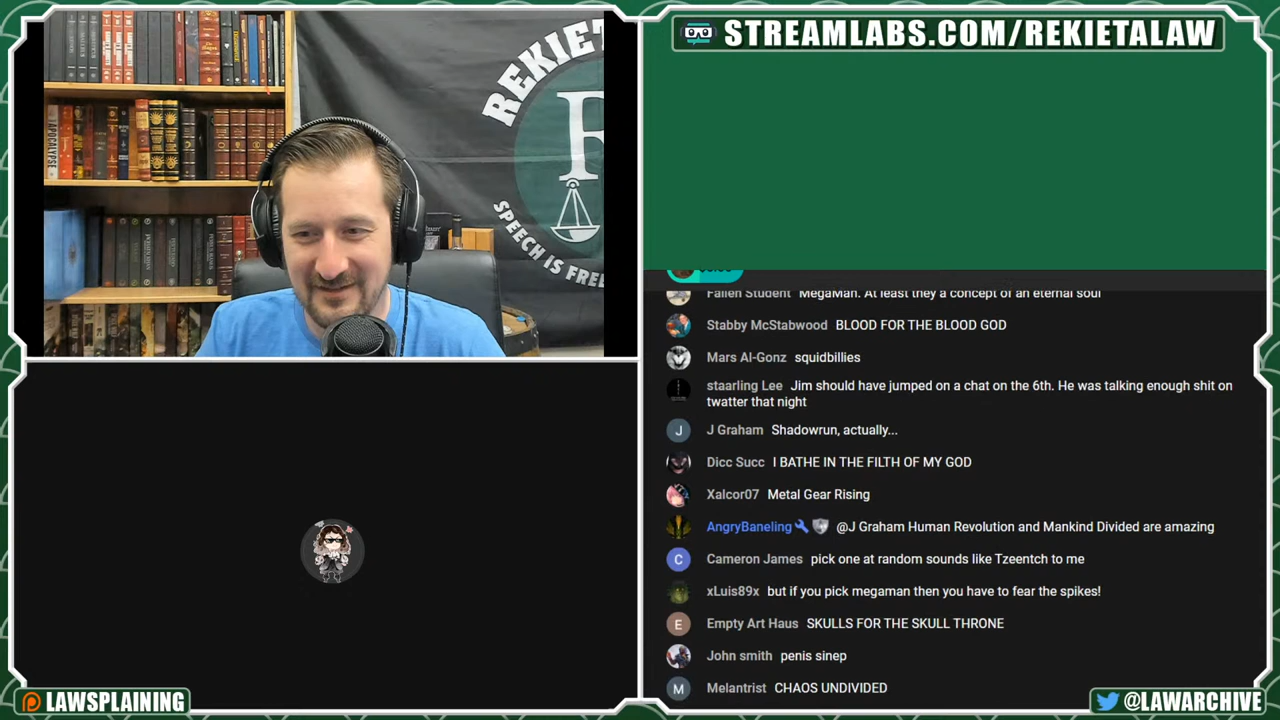 STREAMLABS.COM/REKIETALAW
REKIET
R
SPEECH IS FREE
APOCALYPSE
Fallen Student MegaMan. At least they a concept of an eternal soul
Stabby McStabwood BLOOD FOR THE BLOOD GOD
Mars Al-Gonz squidbillies
staarling Lee Jim should have jumped on a chat on the 6th. He was talking enough shit on
twatter that night
J Graham Shadowrun, actually...
Dicc Succ I BATHE IN THE FILTH OF MY GOD
Xalcor07 Metal Gear Rising
AngryBaneling @J Graham Human Revolution and Mankind Divided are amazing
Cameron James pick one at random sounds like Tzeentch to me
xLuis89x but if you pick megaman then you have to fear the spikes!
Empty Art Haus SKULLS FOR THE SKULL THRONE
John smith penis sinep
Melantrist CHAOS UNDIVIDED
J
C
E
M
LAWSPLAINING
@LAWARCHIVE